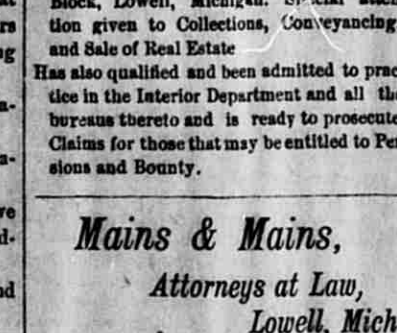 Block, Lowell, Michigan. Special atten
tion given to Collections, Conveyancing
and Sale of Real Estate
Has also qualified and been admitted to prac
tice in the Interior Department and all th
bureaus thereto and is ready to prosecute
Claims for those that may be entitled to Pen
sions and Bounty.
Mains & Mains,
Attorneys at Law,
Lowell, Mich